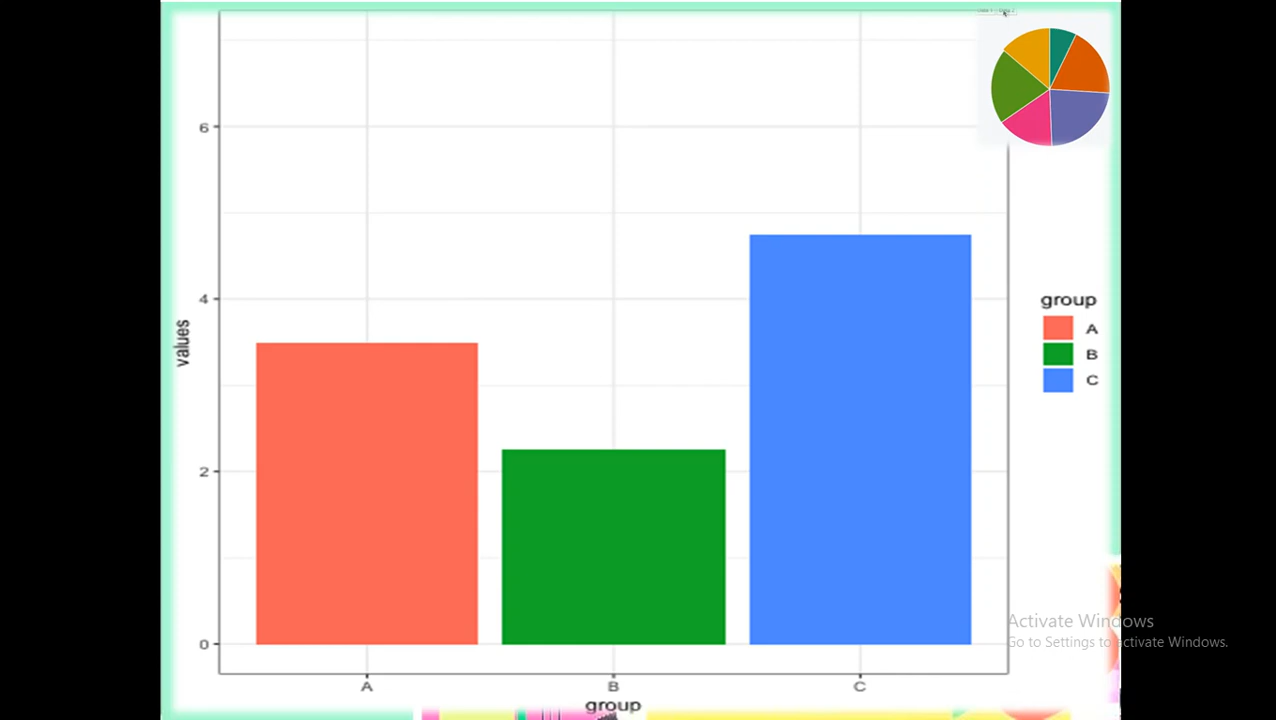 6
4
2
0
values
A
B
C
group
group
A
B
C
Activate Windows
Go to Settings to activate Windows.